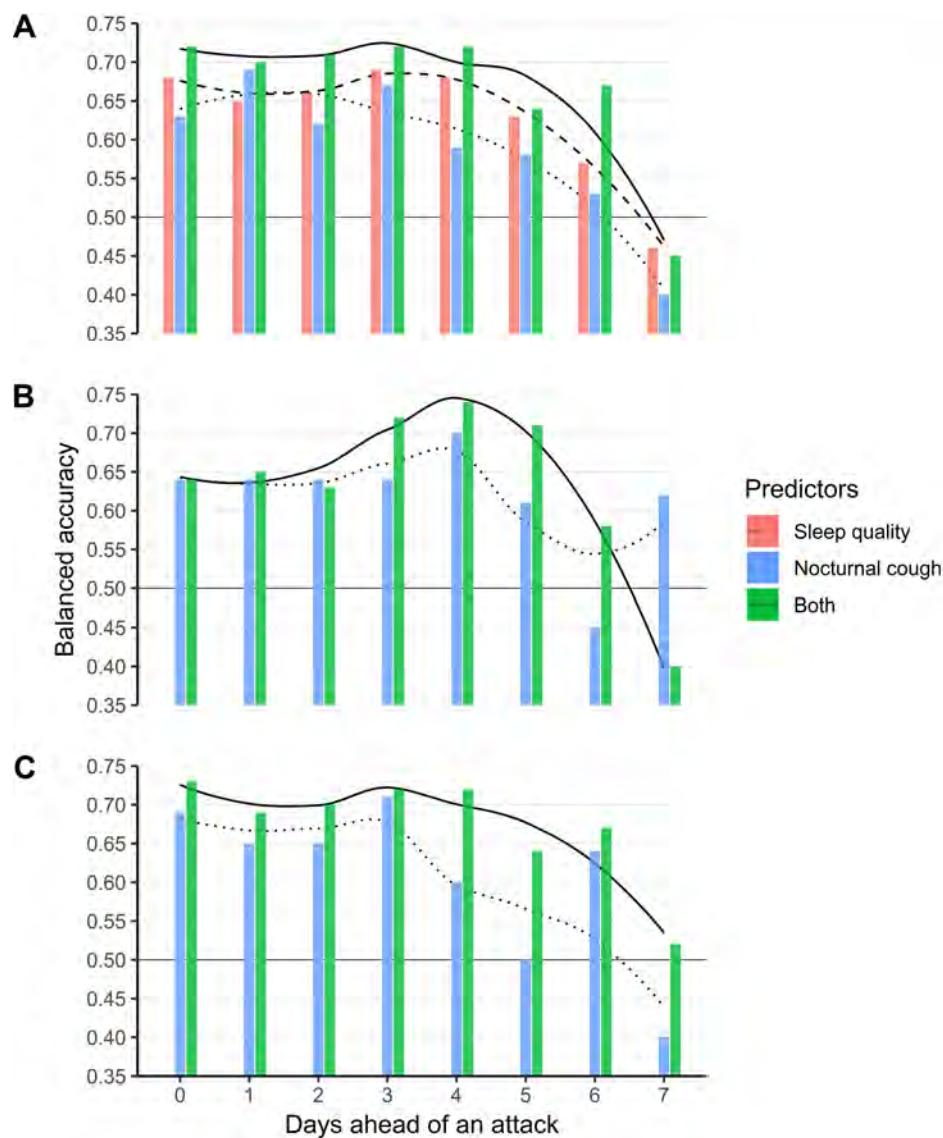 A
0.75
0.70
0.65
0.60
0.55
0.50
0.45
0.40
0.35
B
0.75
0.70
0.65
0.60
0.55
0.50
0.45
0.40
0.35
Balanced accuracy
Predictors
Sleep quality
Nocturnal cough
Both
C
0.75
0.70
0.65
0.60
0.55
0.50
0.45
0.40
0.35
0 1 2 3 4 5 6 7
Days ahead of an attack